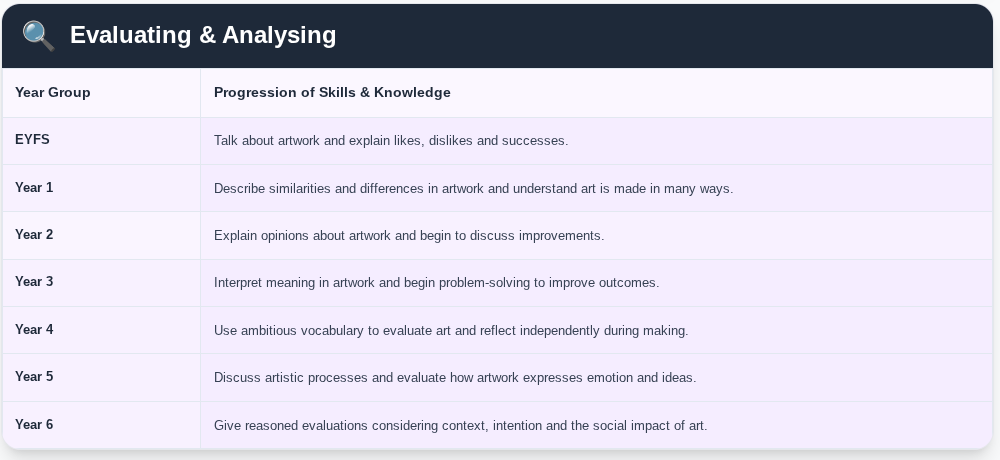 Evaluating & Analysing
Year Group Progression of Skills & Knowledge
EYFS Talk about artwork and explain likes, dislikes and successes.
Year 1 Describe similarities and differences in artwork and understand art is made in many ways.
Year 2 Explain opinions about artwork and begin to discuss improvements.
Year 3 Interpret meaning in artwork and begin problem-solving to improve outcomes.
Year 4 Use ambitious vocabulary to evaluate art and reflect independently during making.
Year 5 Discuss artistic processes and evaluate how artwork expresses emotion and ideas.
Year 6 Give reasoned evaluations considering context, intention and the social impact of art.